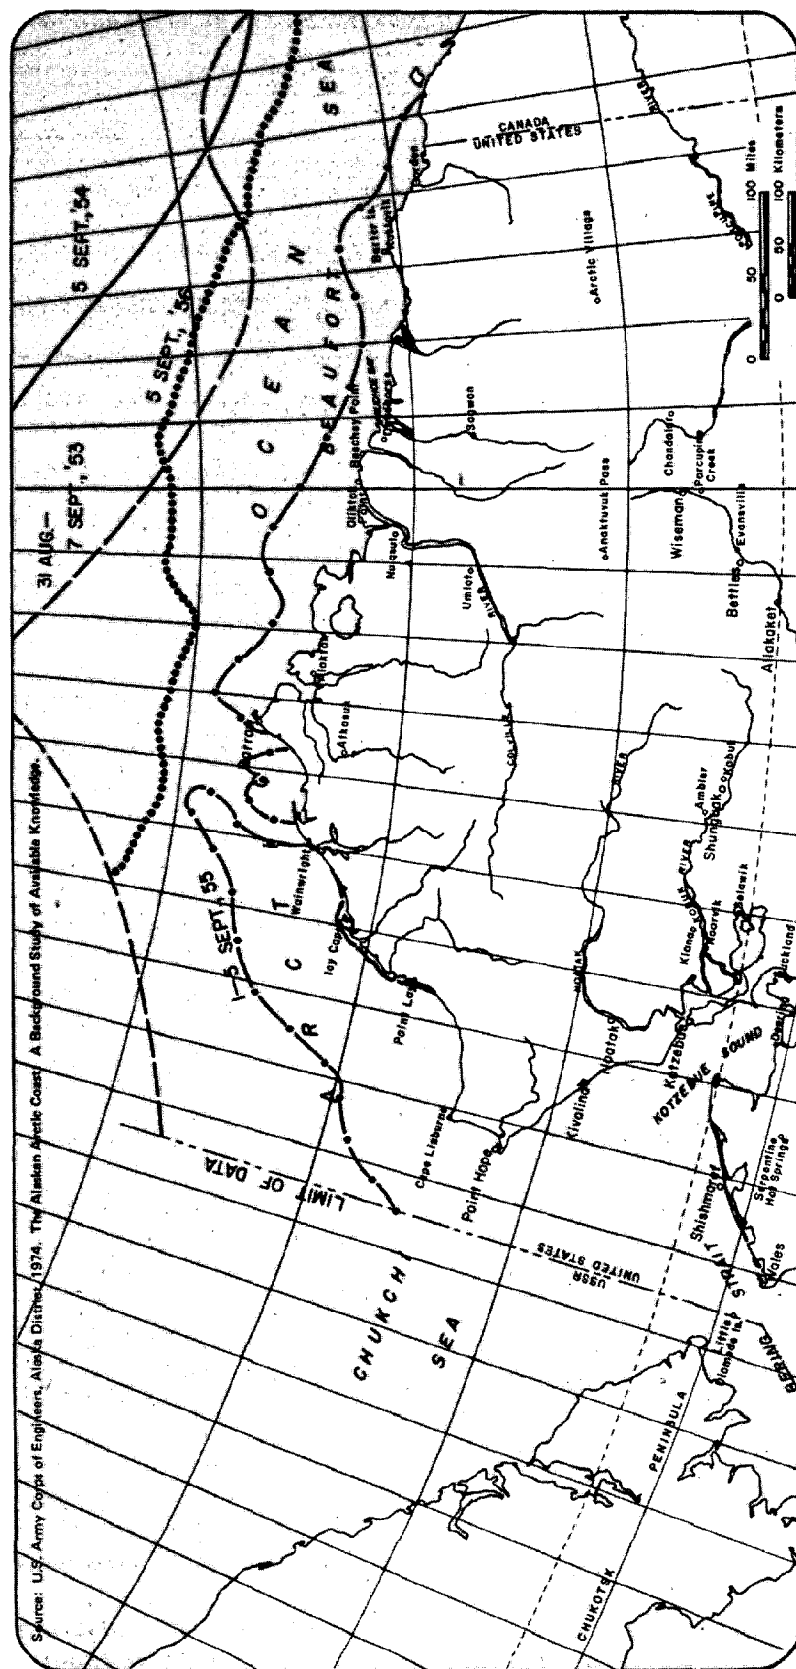 Source: U.S. Army Corps of Engineers, Alaska District, 1974. The Alaskan Arctic Coast: A Background Study of Available Knowledge.
31 AUG.—
7 SEPT., '53
5 SEPT., '54
5 SEPT., '56
1–5 SEPT., '55
ARCTIC OCEAN
BEAUFORT SEA
CHUKCHI
SEA
LIMIT OF DATA
USSR
UNITED STATES
CANADA
UNITED STATES
Barrow
Wainwright
Icy Cape
Point Lay
Cape Lisburne
Point Hope
Kivalina
Noatak
Kotzebue
KOTZEBUE SOUND
Shishmaref
Serpentine
Hot Springs
Wales
Little
Diomede Is.
BERING STRAIT
CHUKOTSK PENINSULA
Deering
Buckland
Selawik
Noorvik
Kiana
KOBUK RIVER
Ambler
Shungnak
Kobuk
NOATAK RIVER
COLVILLE RIVER
Atkasuk
Nuiqsut
Umiat
Oliktok
Point
Beechey Point
Sagwon
Anaktuvuk Pass
Chandalar
Wiseman
Porcupine
Creek
Evansville
Bettles
Allakaket
Arctic Village
Barter Is.
PORCUPINE RIVER
0 50 100 Miles
0 50 100 Kilometers